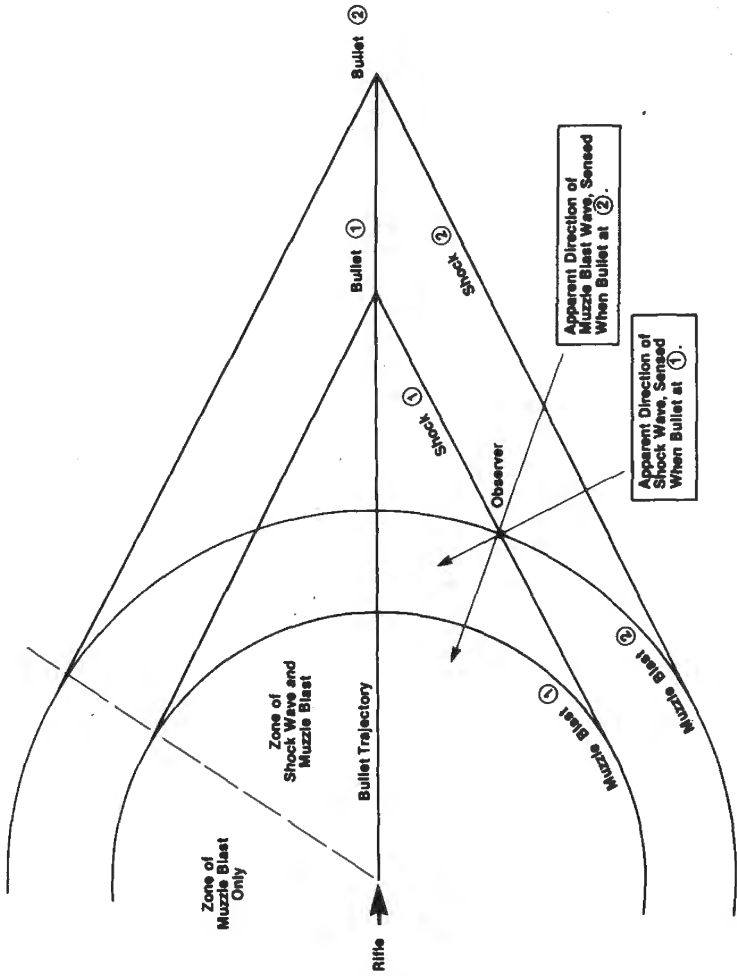 Bullet ②
Bullet ①
Shock ②
Shock ①
Apparent Direction of
Muzzle Blast Wave, Sensed
When Bullet at ②.
Apparent Direction of
Shock Wave, Sensed
When Bullet at ①.
Observer
Zone of
Shock Wave and
Muzzle Blast
Bullet Trajectory
Muzzle Blast ①
Muzzle Blast ②
Zone of
Muzzle Blast
Only
Rifle